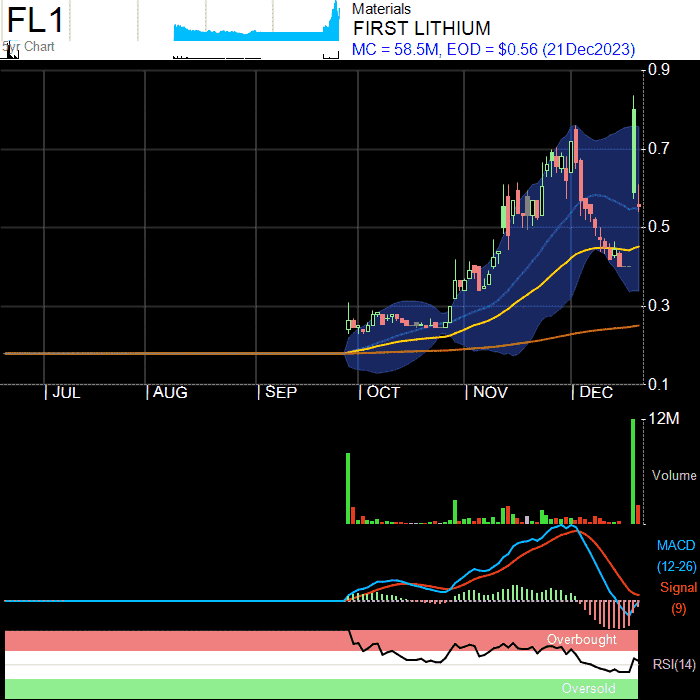 FL1
5yr Chart
Materials
FIRST LITHIUM
MC = 58.5M, EOD = $0.56 (21Dec2023)
0.9
0.7
0.5
0.3
0.1
JUL
AUG
SEP
OCT
NOV
DEC
12M
Volume
MACD
(12-26)
Signal
(9)
Overbought
RSI(14)
Oversold